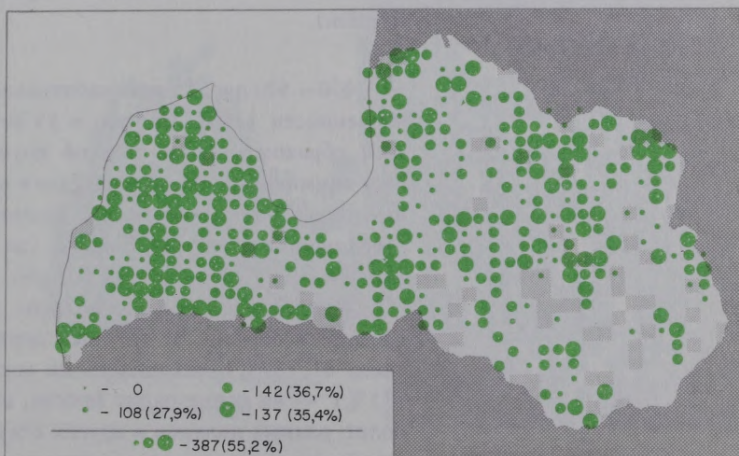 - 0
- 142 (36,7%)
- 108 (27,9%)
- 137 (35,4%)
- 387 (55,2%)